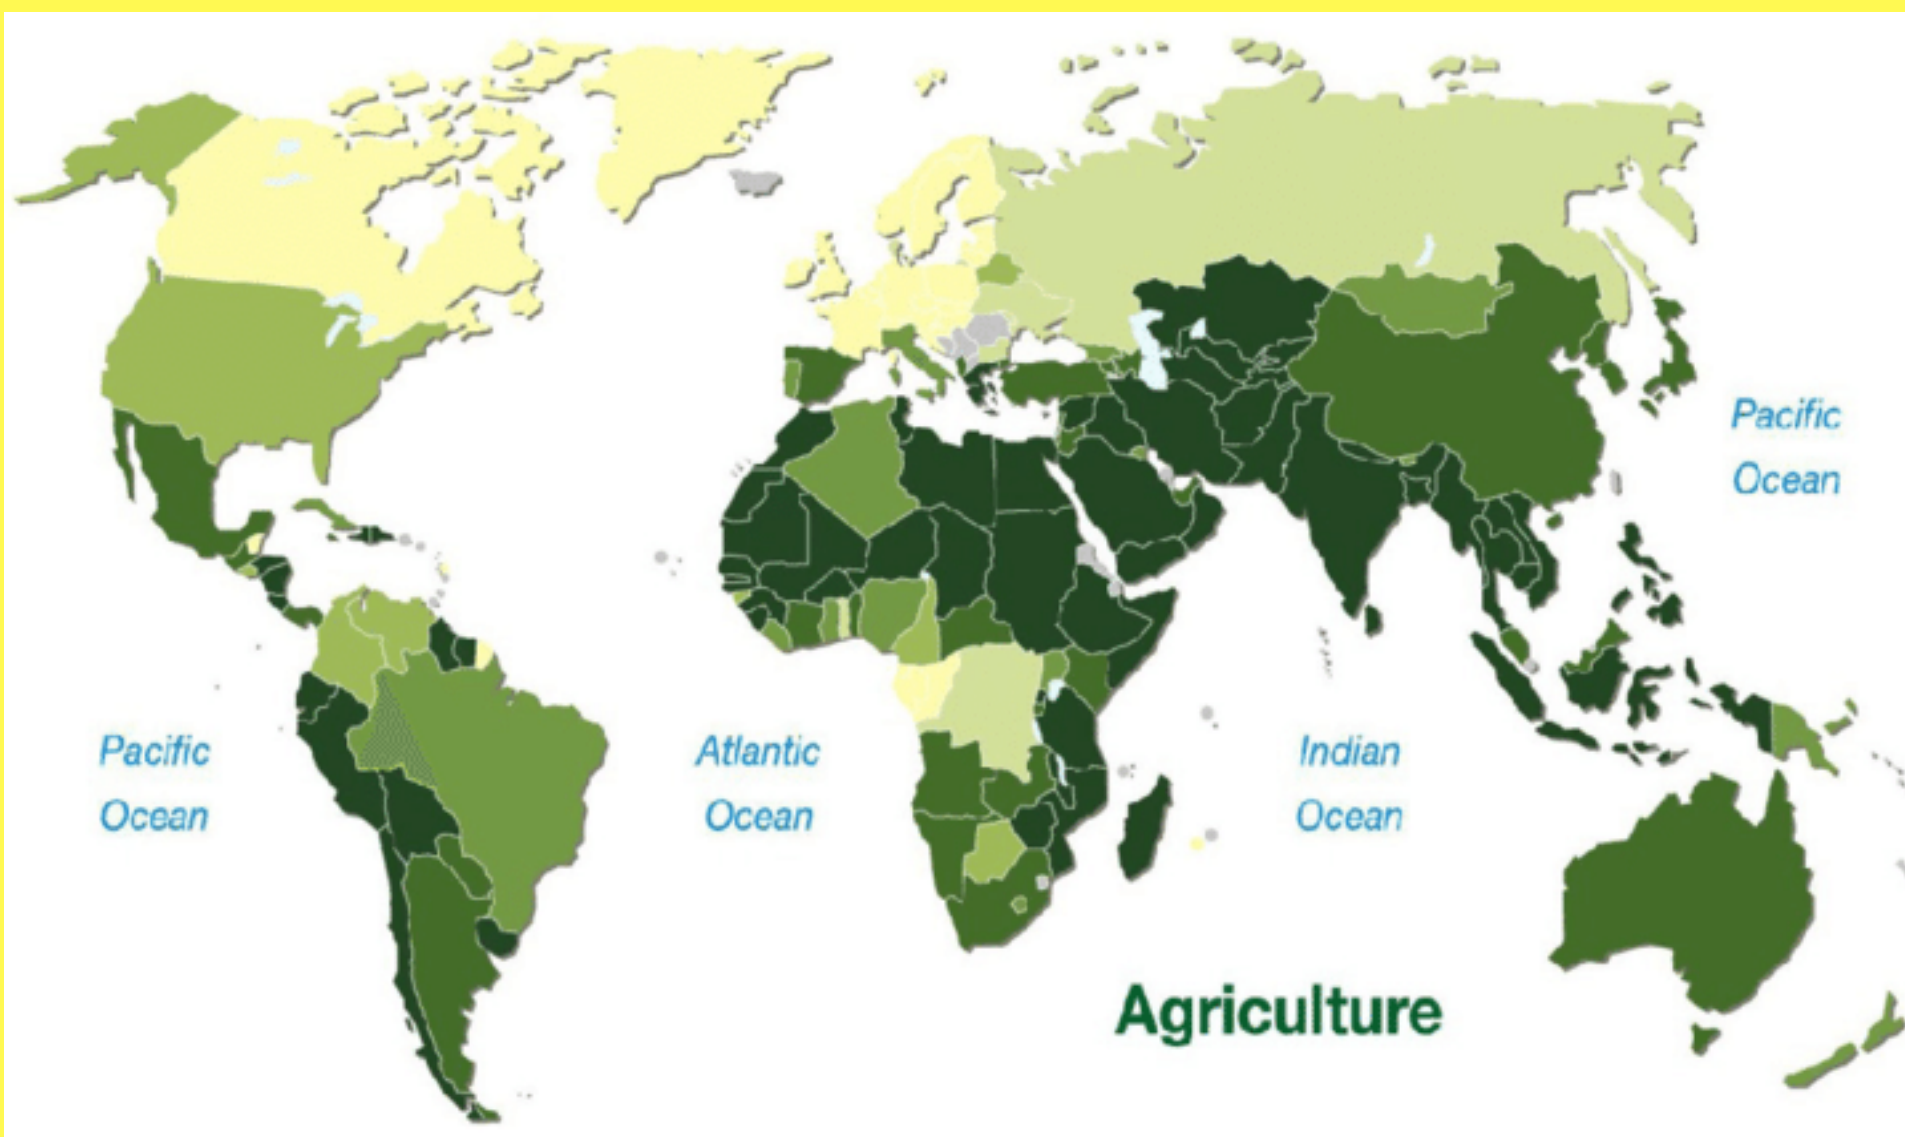 Pacific
Ocean
Pacific
Ocean
Atlantic
Ocean
Indian
Ocean
Agriculture